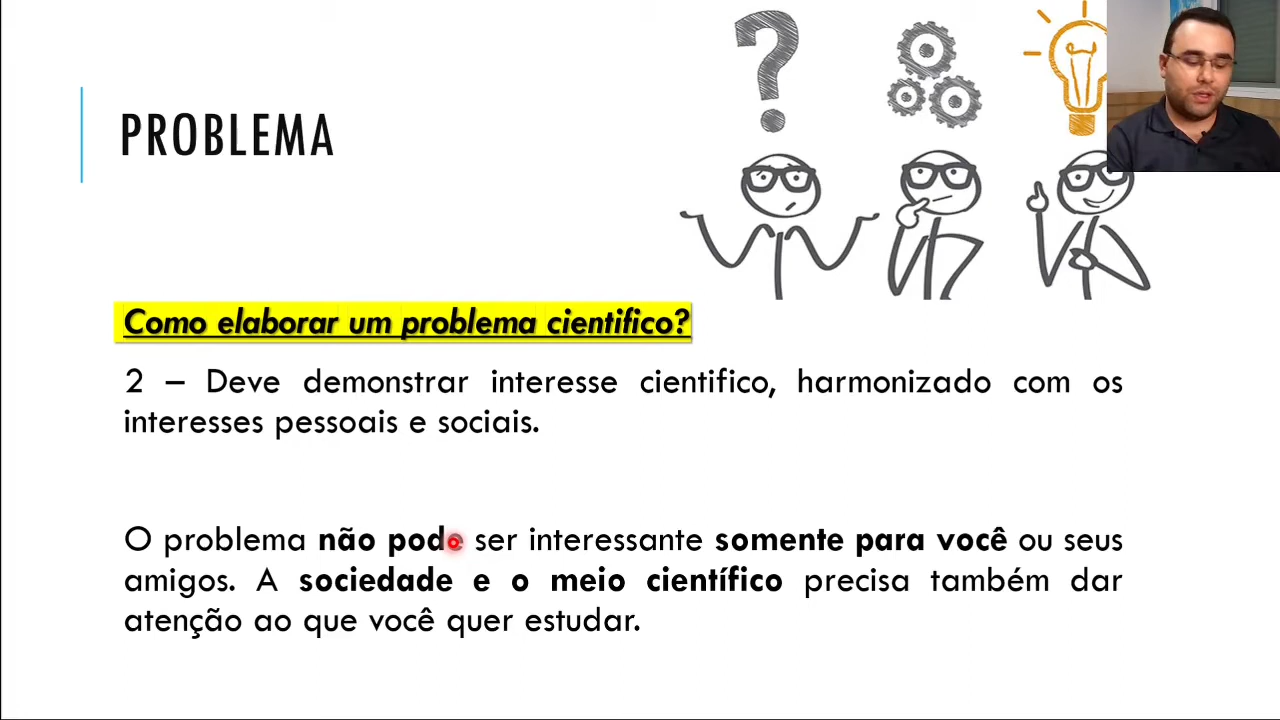 PROBLEMA
Como elaborar um problema cientifico?
2 – Deve demonstrar interesse cientifico, harmonizado com os
interesses pessoais e sociais.
O problema não pode ser interessante somente para você ou seus
amigos. A sociedade e o meio científico precisa também dar
atenção ao que você quer estudar.